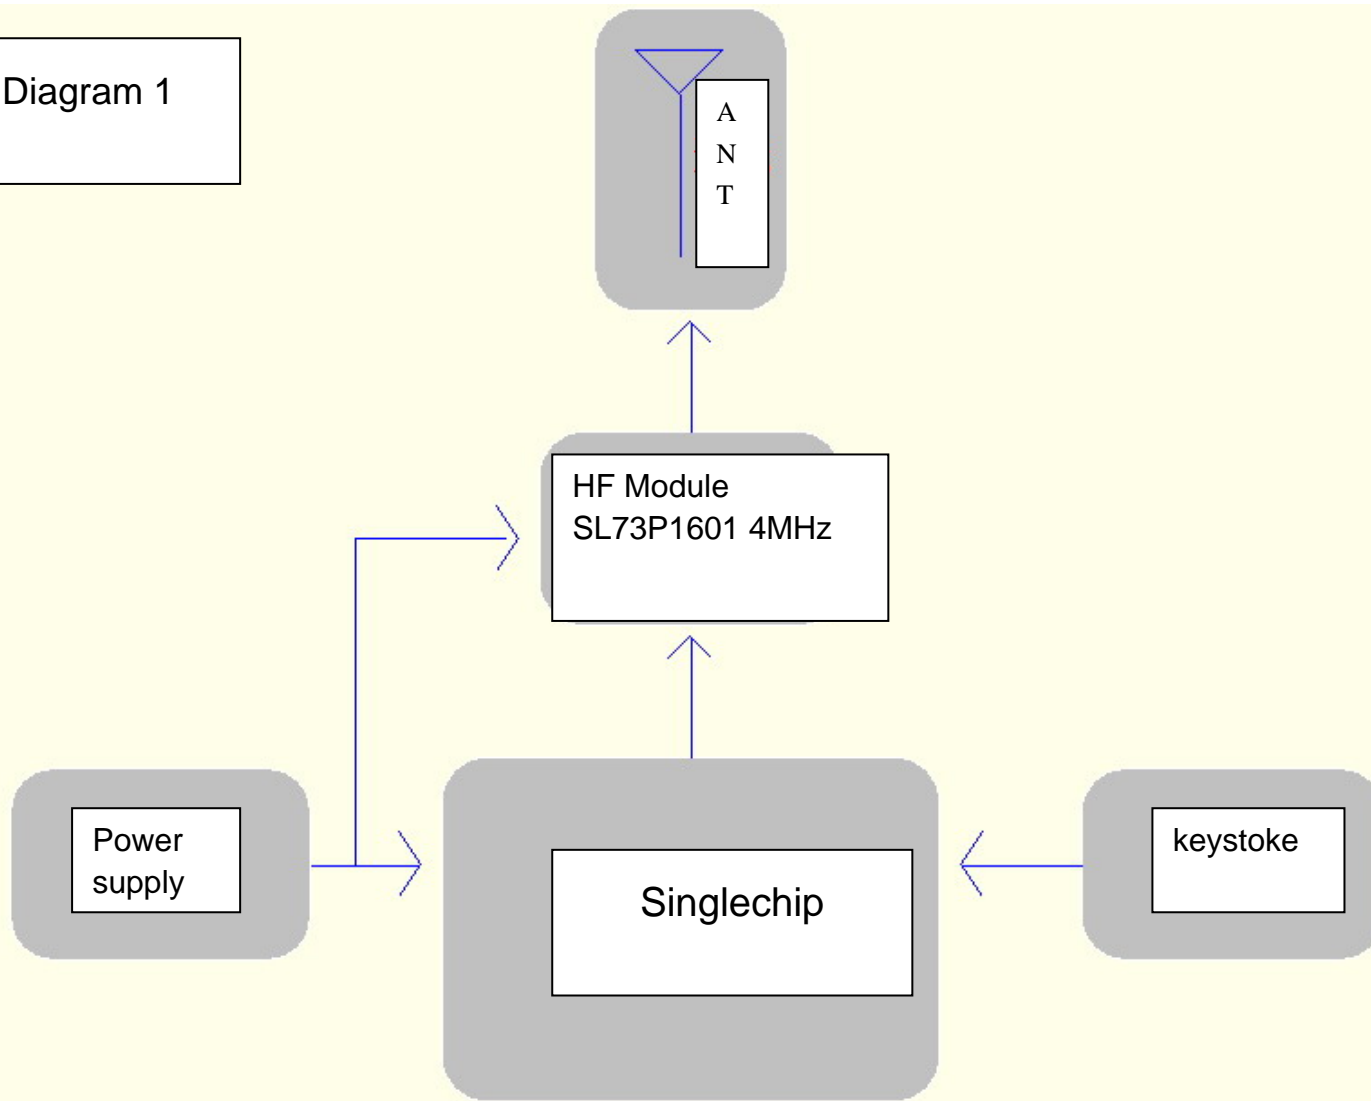 Diagram 1
A
N
T
HF Module
SL73P1601 4MHz
Power
supply
Singlechip
keystoke